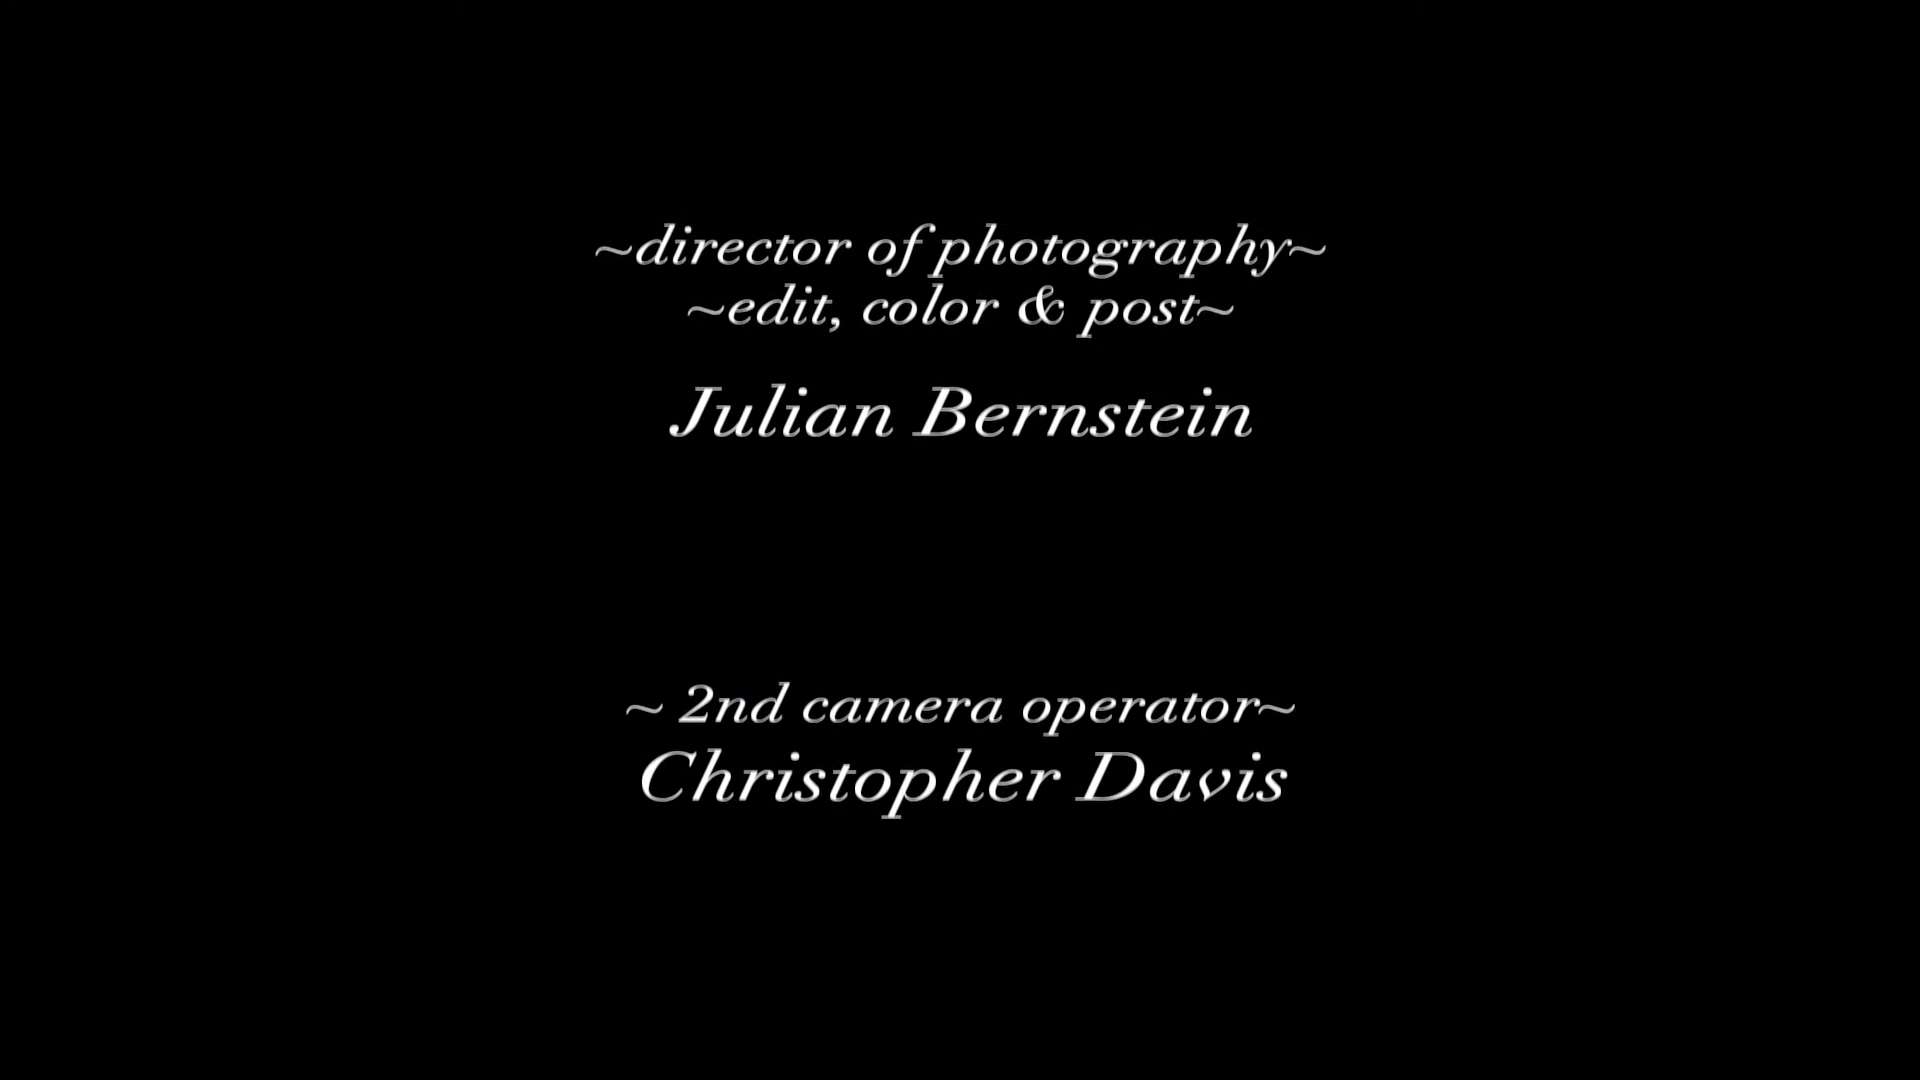 ~director of photography~
~edit, color & post~
Julian Bernstein
~ 2nd camera operator~
Christopher Davis